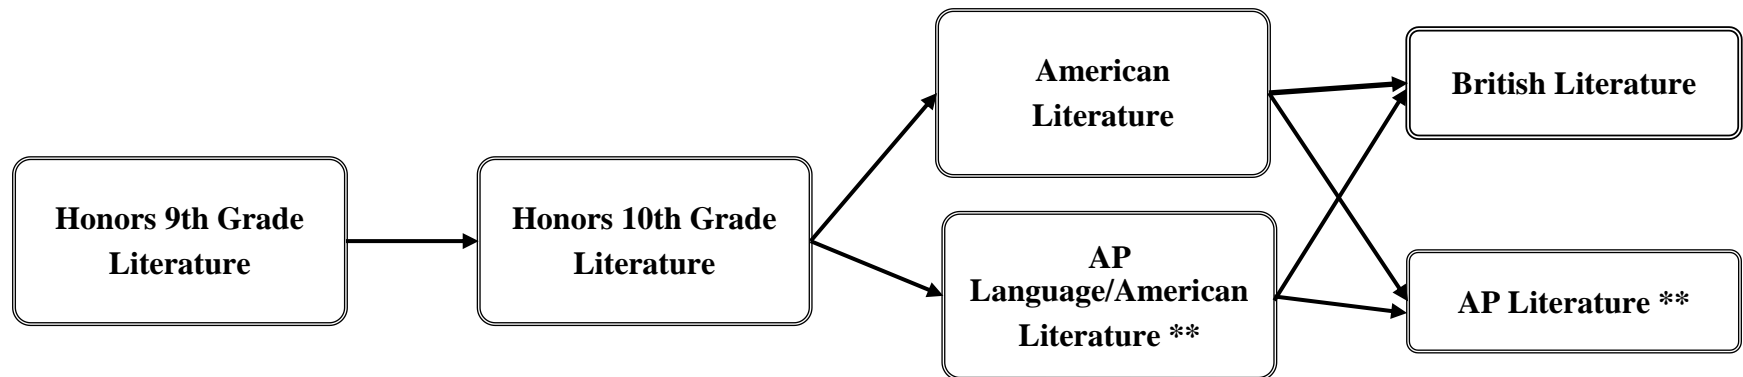 Honors 9th Grade
Literature
Honors 10th Grade
Literature
American
Literature
AP
Language/American
Literature **
British Literature
AP Literature **